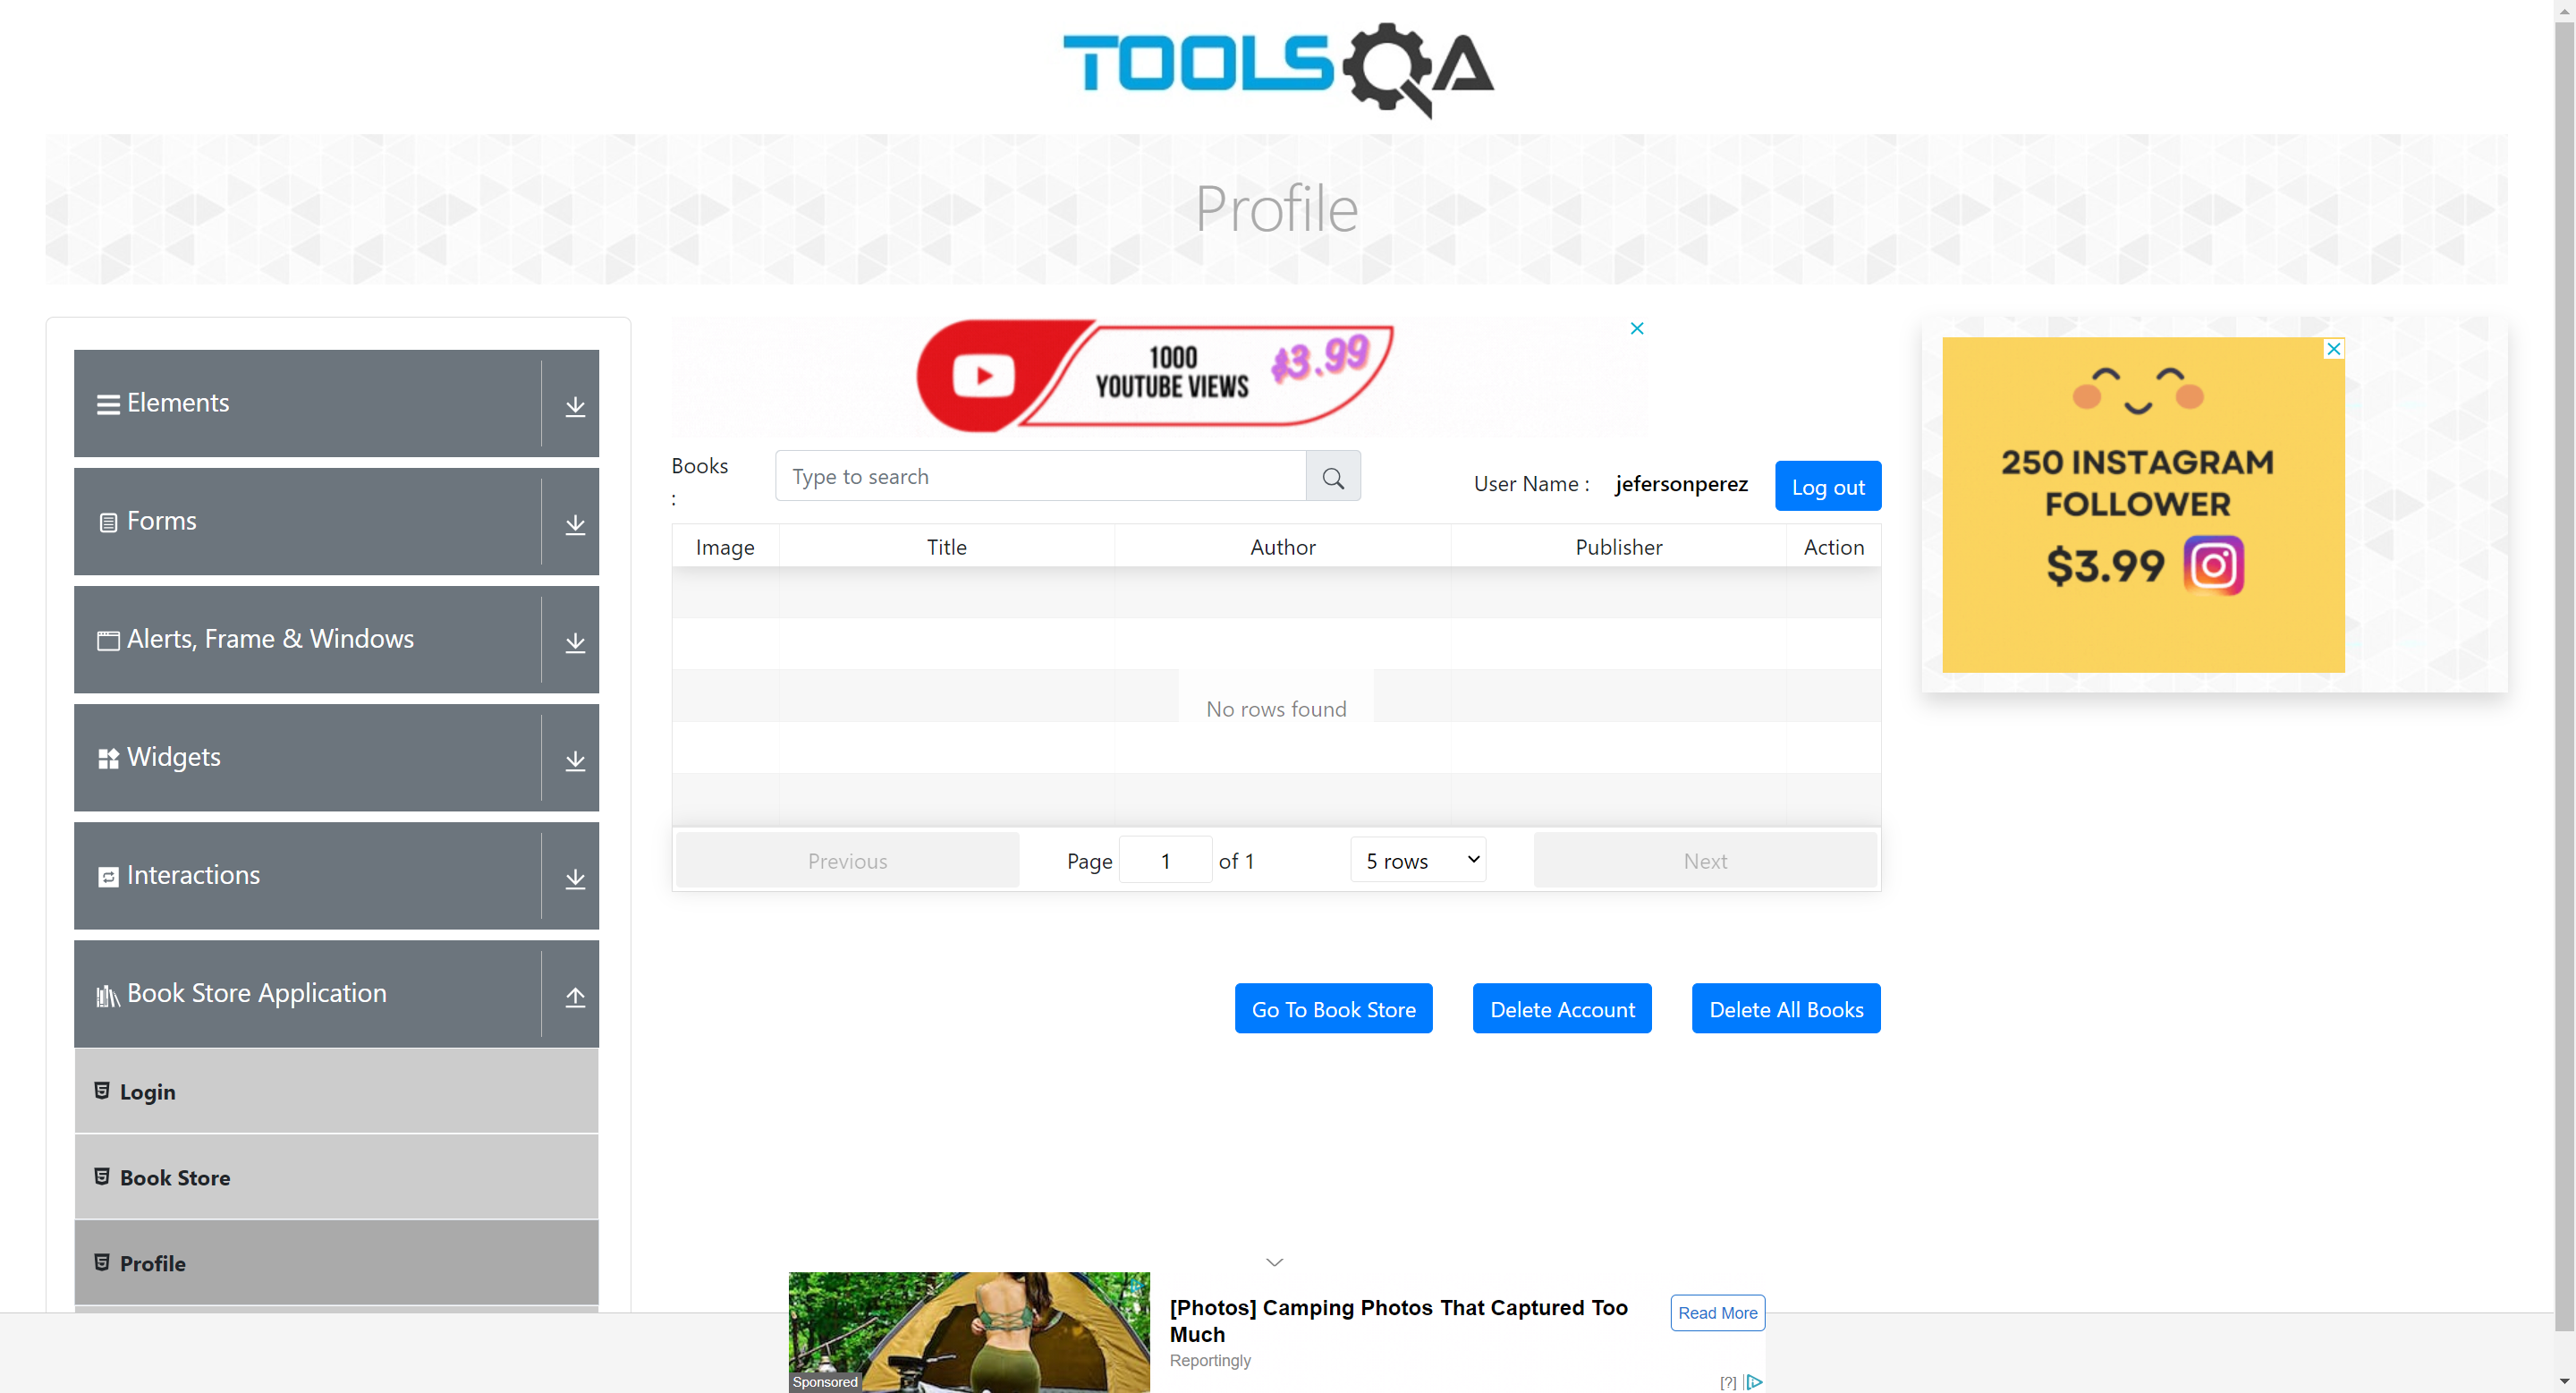 TOOLSQA
Profile
Elements
Forms
Alerts, Frame & Windows
Widgets
Interactions
Book Store Application
Login
Book Store
Profile
1000
YOUTUBE VIEWS
$3.99
Books
:
Type to search
User Name :
jefersonperez
Log out
Image Title Author Publisher Action
No rows found
Previous
Page 1 of 1
5 rows
Next
Go To Book Store
Delete Account
Delete All Books
250 INSTAGRAM
FOLLOWER
$3.99
[Photos] Camping Photos That Captured Too
Much
Reportingly
Read More
Sponsored
[?]